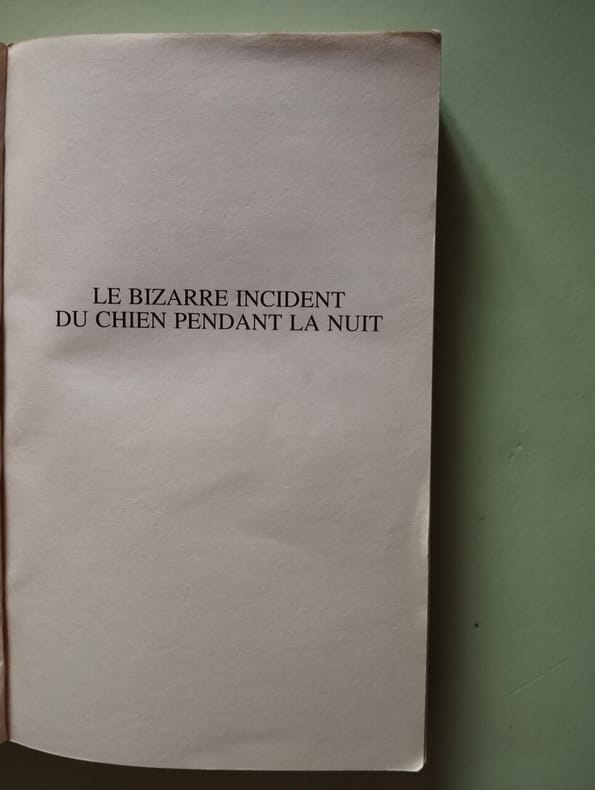 LE BIZARRE INCIDENT
DU CHIEN PENDANT LA NUIT